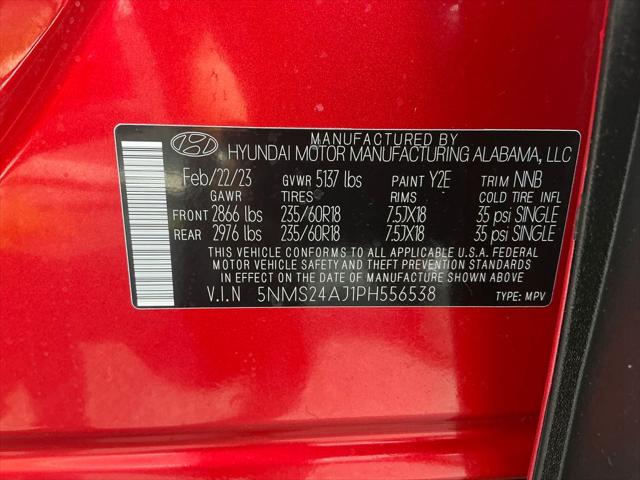 MANUFACTURED BY
HYUNDAI MOTOR MANUFACTURING ALABAMA, LLC
Feb/22/23 GVWR 5137 lbs PAINT Y2E TRIM NNB
GAWR TIRES RIMS COLD TIRE INFL
FRONT 2866 lbs 235/60R18 7.5JX18 35 psi SINGLE
REAR 2976 lbs 235/60R18 7.5JX18 35 psi SINGLE
THIS VEHICLE CONFORMS TO ALL APPLICABLE U.S.A. FEDERAL
MOTOR VEHICLE SAFETY AND THEFT PREVENTION STANDARDS
IN EFFECT ON THE DATE OF MANUFACTURE SHOWN ABOVE.
V.I.N 5NMS24AJ1PH556538 TYPE: MPV